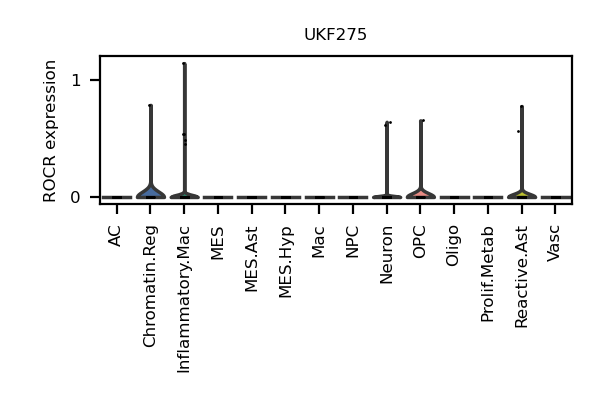 UKF275
ROCR expression
1
0
AC
Chromatin.Reg
Inflammatory.Mac
MES
MES.Ast
MES.Hyp
Mac
NPC
Neuron
OPC
Oligo
Prolif.Metab
Reactive.Ast
Vasc